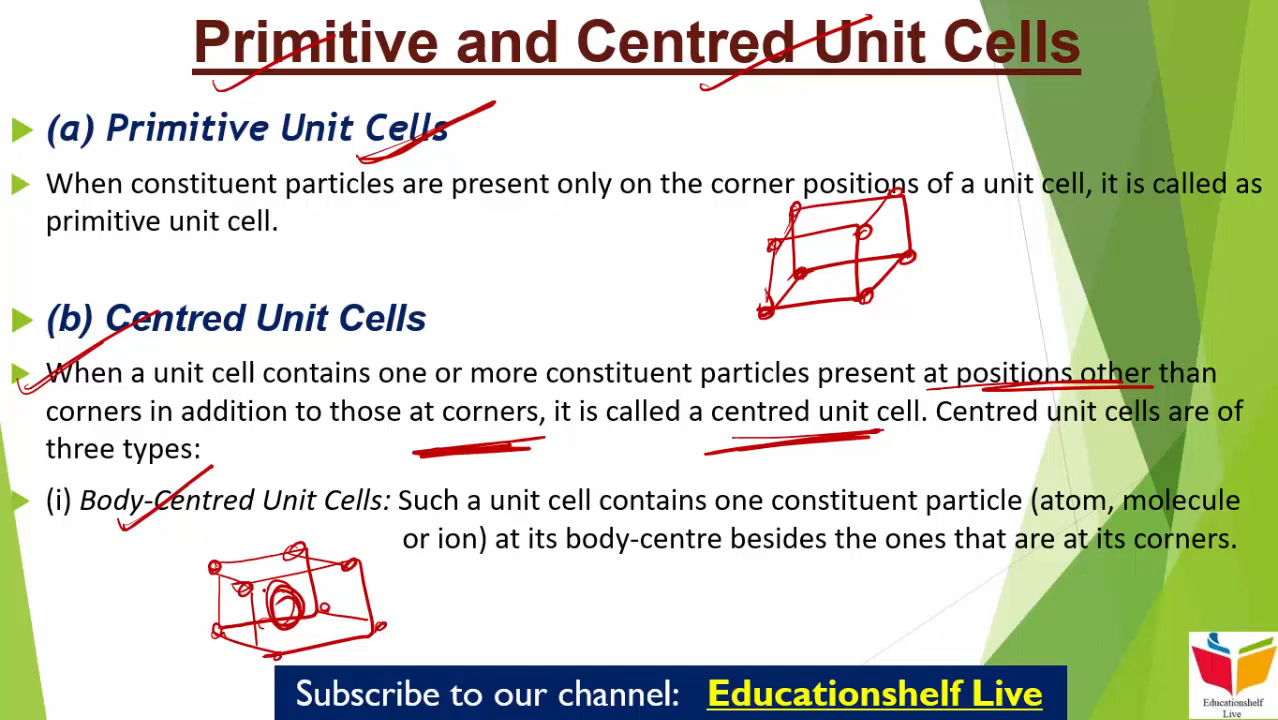 Primitive and Centred Unit Cells
(a) Primitive Unit Cells
When constituent particles are present only on the corner positions of a unit cell, it is called as
primitive unit cell.
(b) Centred Unit Cells
When a unit cell contains one or more constituent particles present at positions other than
corners in addition to those at corners, it is called a centred unit cell. Centred unit cells are of
three types:
(i) Body-Centred Unit Cells: Such a unit cell contains one constituent particle (atom, molecule
or ion) at its body-centre besides the ones that are at its corners.
Subscribe to our channel: Educationshelf Live
Educationshelf
Live